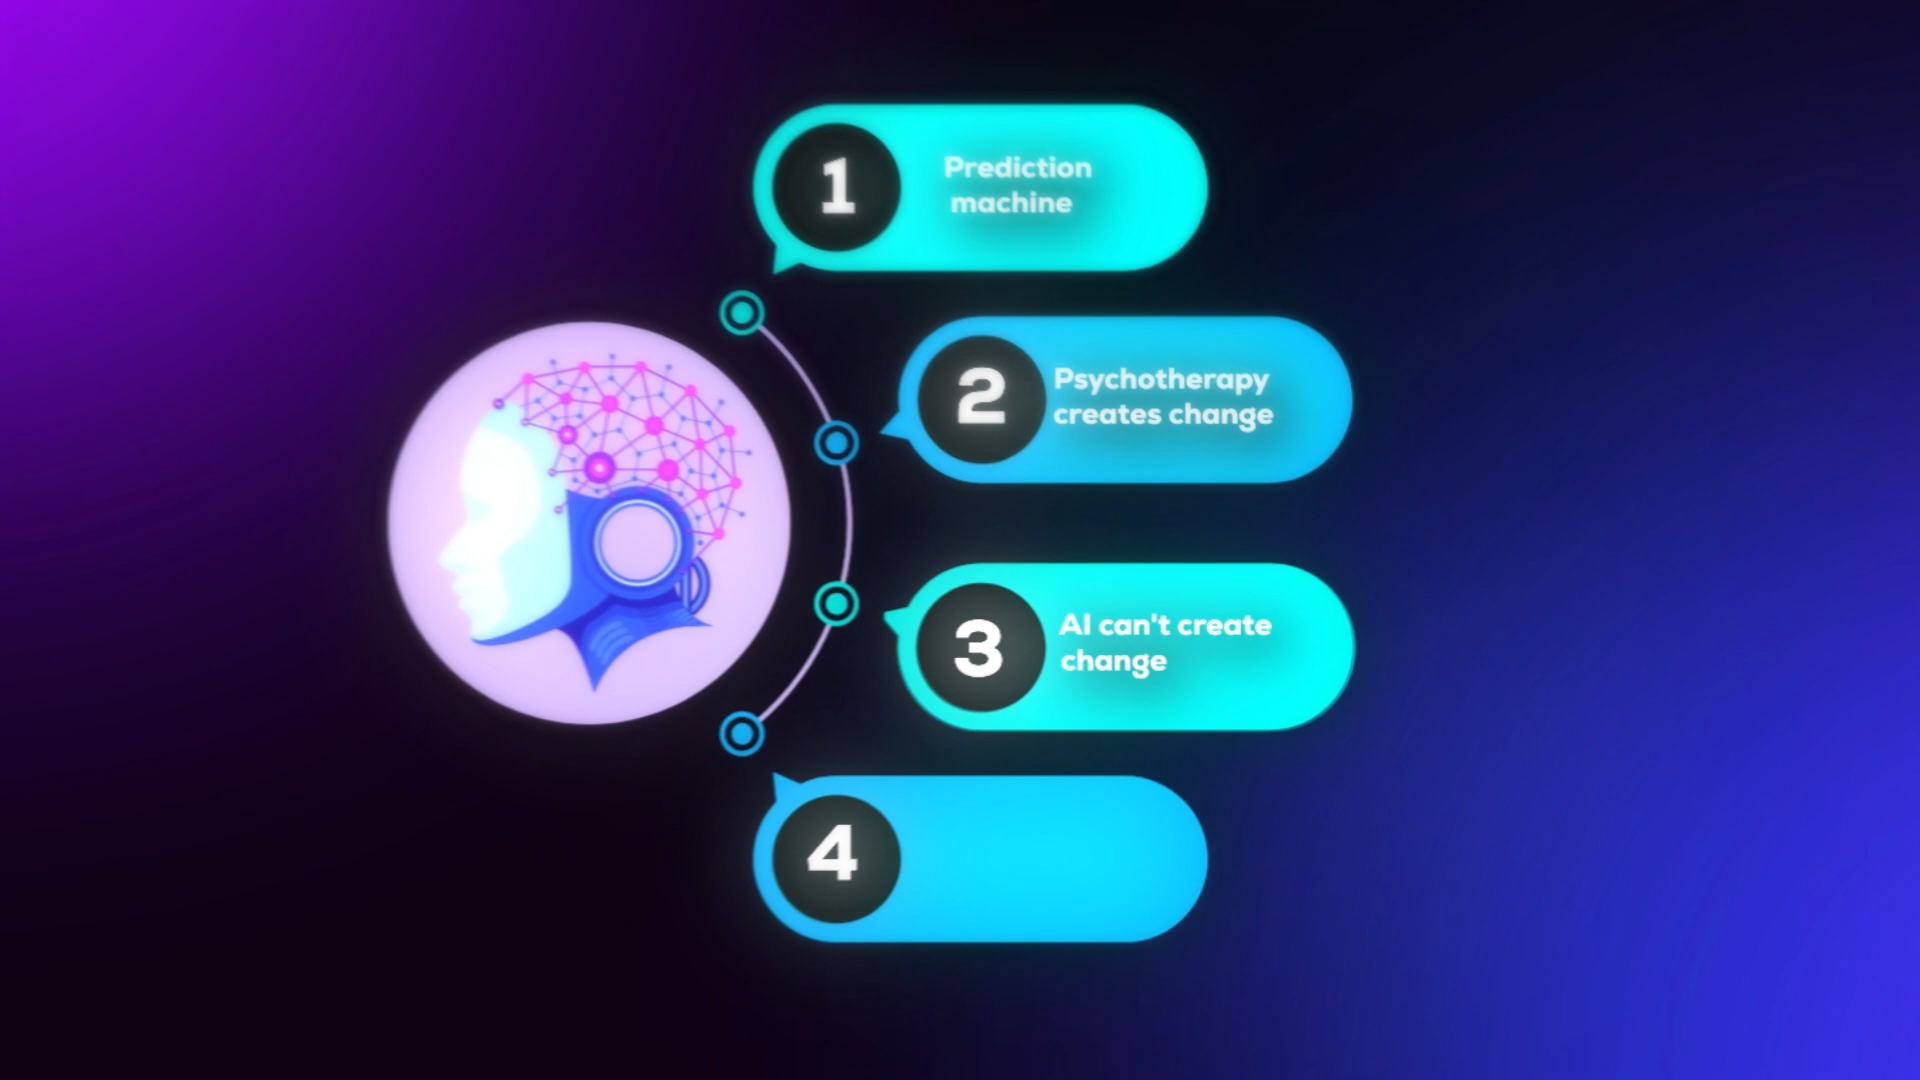 1
Prediction
machine
2
Psychotherapy
creates change
3
AI can't create
change
4